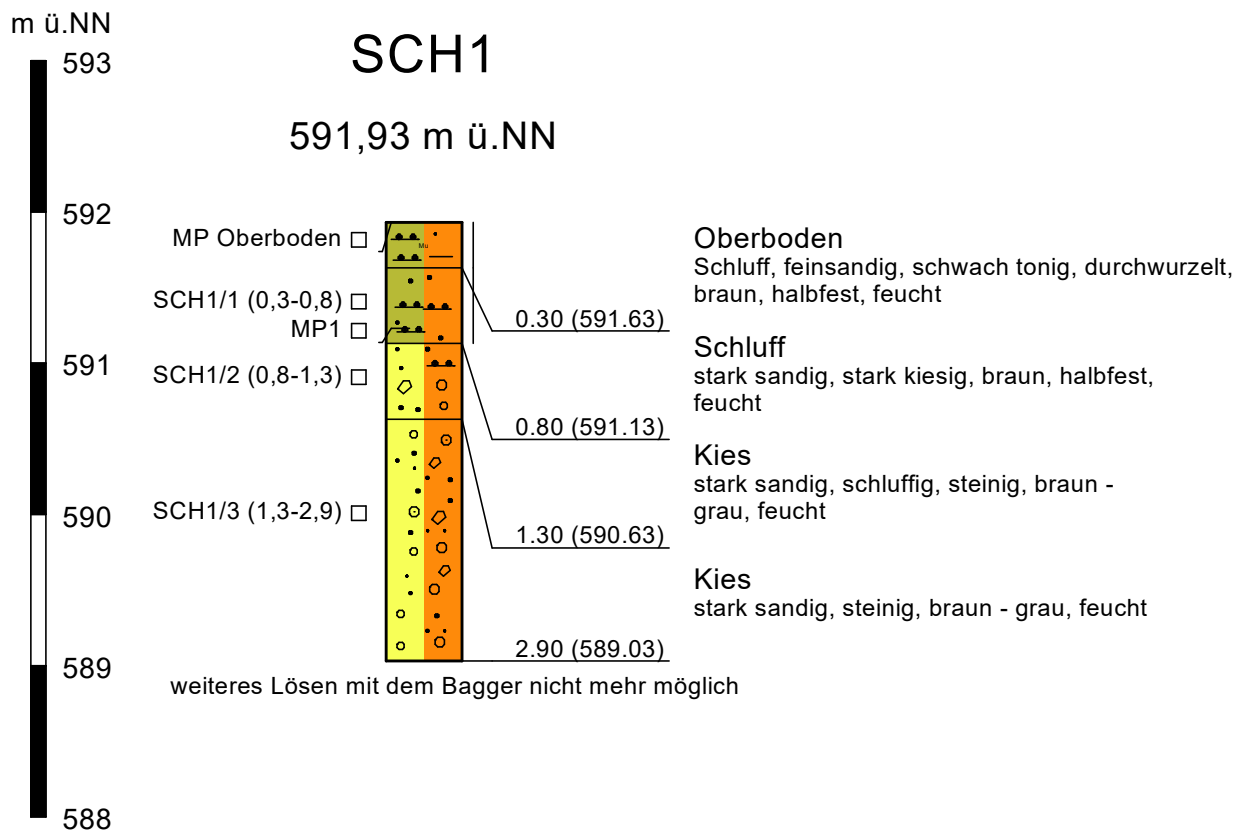 m ü.NN
SCH1
591,93 m ü.NN
593
592
591
590
589
588
MP Oberboden
SCH1/1 (0,3-0,8)
MP1
SCH1/2 (0,8-1,3)
SCH1/3 (1,3-2,9)
Mu
0.30 (591.63)
0.80 (591.13)
1.30 (590.63)
2.90 (589.03)
Oberboden
Schluff, feinsandig, schwach tonig, durchwurzelt,
braun, halbfest, feucht
Schluff
stark sandig, stark kiesig, braun, halbfest,
feucht
Kies
stark sandig, schluffig, steinig, braun -
grau, feucht
Kies
stark sandig, steinig, braun - grau, feucht
weiteres Lösen mit dem Bagger nicht mehr möglich